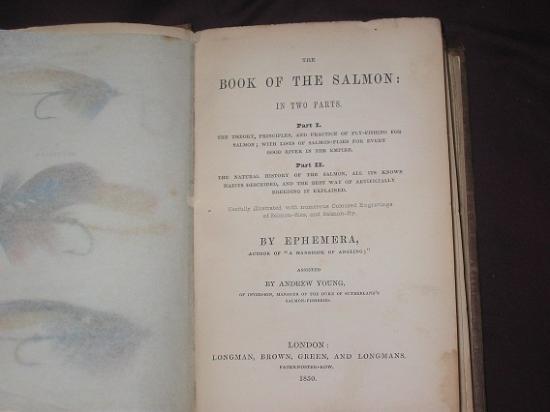 THE
BOOK OF THE SALMON:
IN TWO PARTS.
Part I.
THE THEORY, PRINCIPLES, AND PRACTICE OF FLY-FISHING FOR
SALMON; WITH LISTS OF SALMON-FLIES FOR EVERY
GOOD RIVER IN THE EMPIRE.
Part II.
THE NATURAL HISTORY OF THE SALMON, ALL ITS KNOWN
HABITS DESCRIBED, AND THE BEST WAY OF ARTIFICIALLY
BREEDING IT EXPLAINED.
Usefully illustrated with numerous Coloured Engravings
of Salmon-flies, and Salmon-fry.
BY EPHEMERA,
AUTHOR OF "A HANDBOOK OF ANGLING;"
ASSISTED
BY ANDREW YOUNG,
OF INVERSHIN, MANAGER OF THE DUKE OF SUTHERLAND'S
SALMON-FISHERIES.
LONDON:
LONGMAN, BROWN, GREEN, AND LONGMANS.
PATERNOSTER-ROW.
1850.